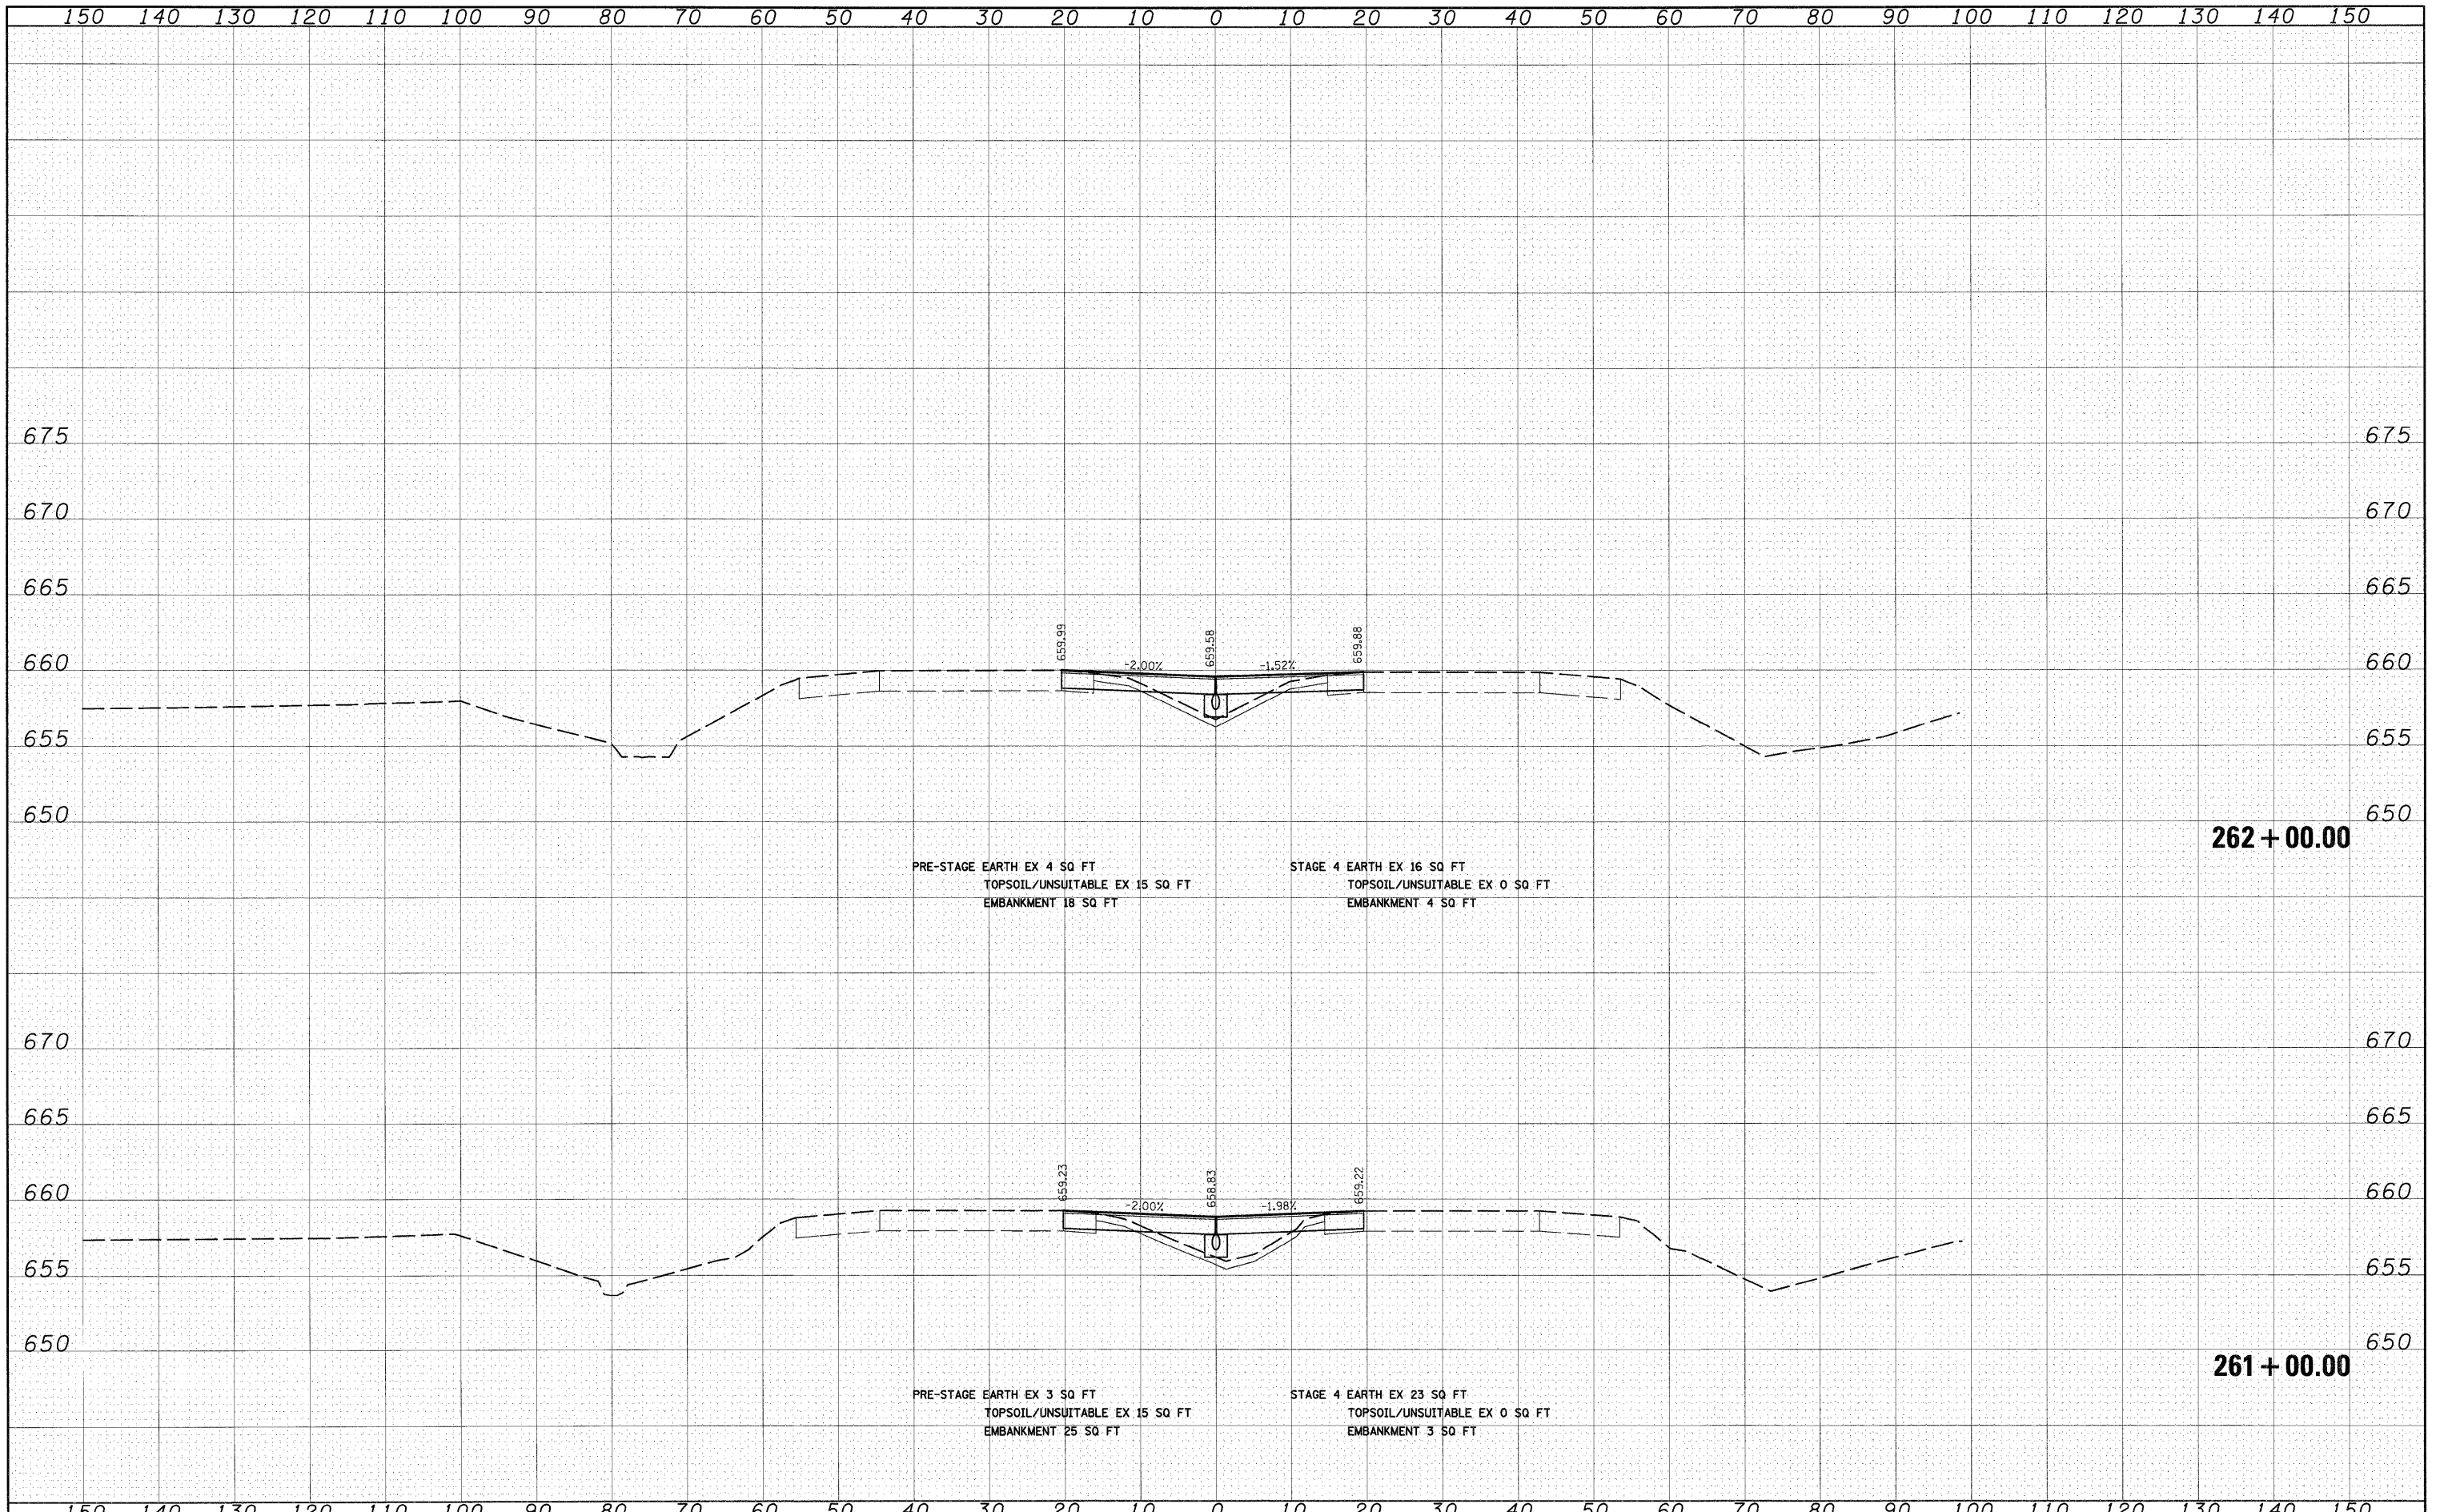 150 140 130 120 110 100 90 80 70 60 50 40 30 20 10 0 10 20 30 40 50 60 70 80 90 100 110 120 130 140 150
675 675
670 670
665 665
659.99 659.58 659.88
660 -2.00% -1.52% 660
655 655
650 650
262+00.00
PRE-STAGE EARTH EX 4 SQ FT STAGE 4 EARTH EX 16 SQ FT
TOPSOIL/UNSUITABLE EX 15 SQ FT TOPSOIL/UNSUITABLE EX 0 SQ FT
EMBANKMENT 18 SQ FT EMBANKMENT 4 SQ FT
670 670
665 665
659.23 658.83 659.22
660 -2.00% -1.98% 660
655 655
650 650
261+00.00
PRE-STAGE EARTH EX 3 SQ FT STAGE 4 EARTH EX 23 SQ FT
TOPSOIL/UNSUITABLE EX 15 SQ FT TOPSOIL/UNSUITABLE EX 0 SQ FT
EMBANKMENT 25 SQ FT EMBANKMENT 3 SQ FT
150 140 130 120 110 100 90 80 70 60 50 40 30 20 10 0 10 20 30 40 50 60 70 80 90 100 110 120 130 140 150